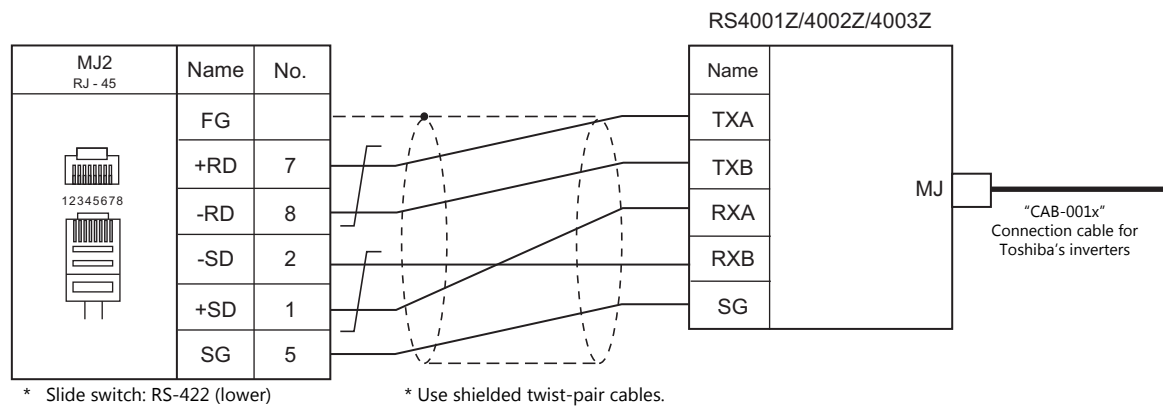 RS4001Z/4002Z/4003Z
MJ2
RJ - 45
Name
No.
FG
+RD
7
-RD
8
-SD
2
+SD
1
SG
5
12345678
Name
TXA
TXB
RXA
RXB
SG
MJ
“CAB-001x”
Connection cable for
Toshiba‘s inverters
* Slide switch: RS-422 (lower)
* Use shielded twist-pair cables.